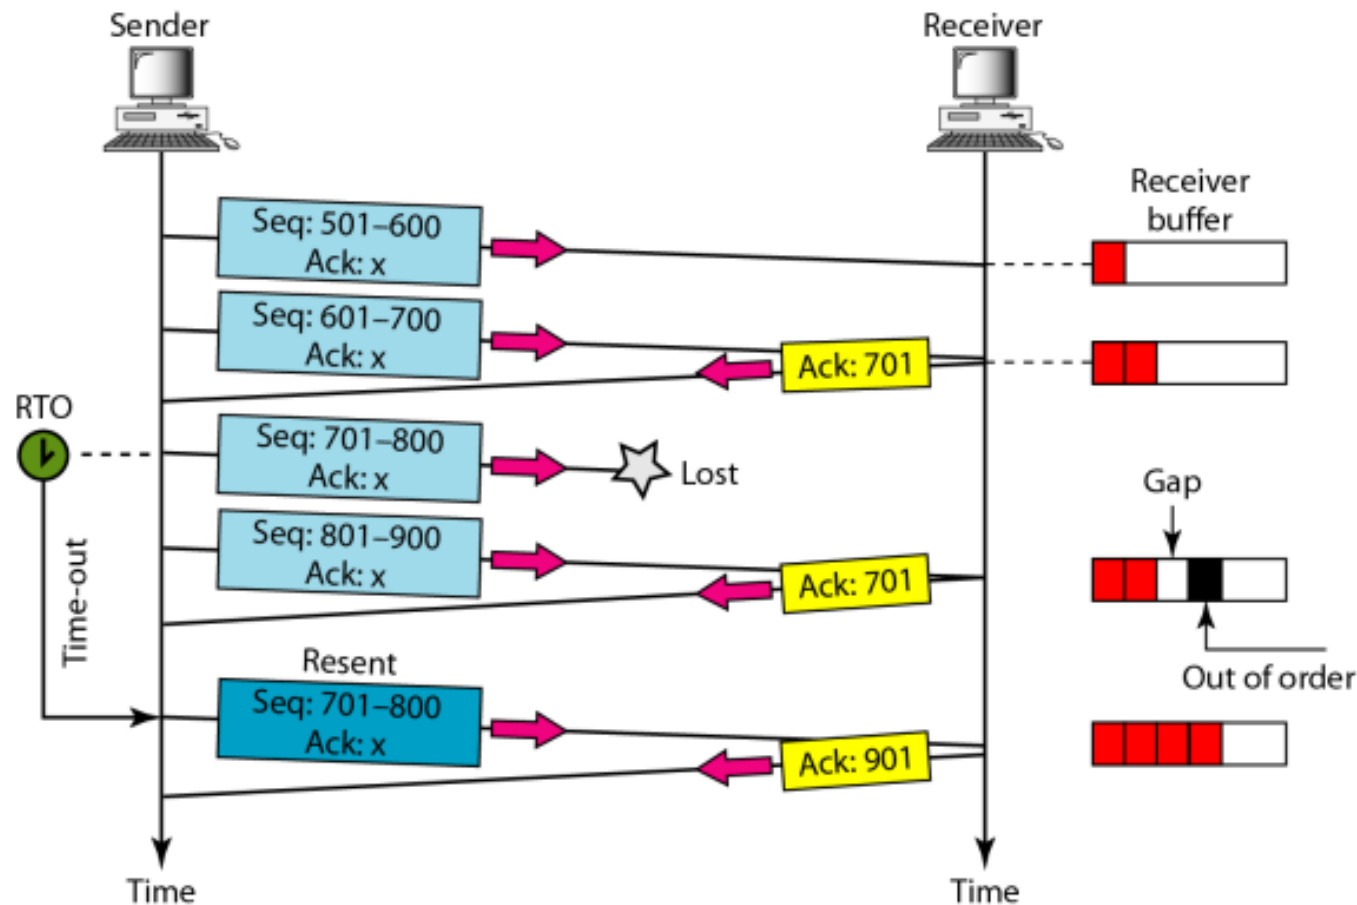 Sender
Receiver
Receiver
buffer
Seq: 501–600
Ack: x
Seq: 601–700
Ack: x
Ack: 701
RTO
Seq: 701–800
Ack: x
Lost
Gap
Seq: 801–900
Ack: x
Ack: 701
Time-out
Out of order
Resent
Seq: 701–800
Ack: x
Ack: 901
Time
Time